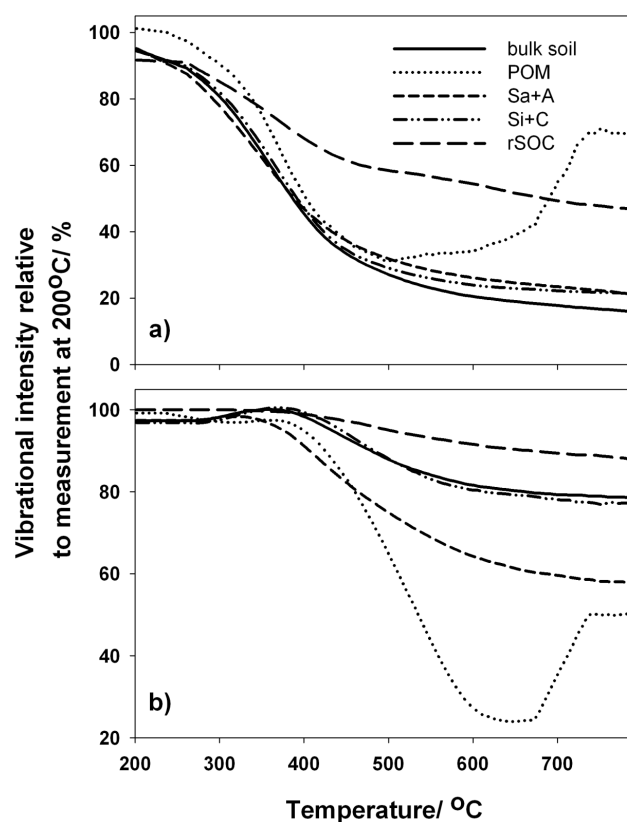 Vibrational intensity relative
to measurement at 200°C/ %
100
80
60
40
20
0
bulk soil
POM
Sa+A
Si+C
rSOC
a)
100
80
60
40
20
b)
200 300 400 500 600 700
Temperature/ °C